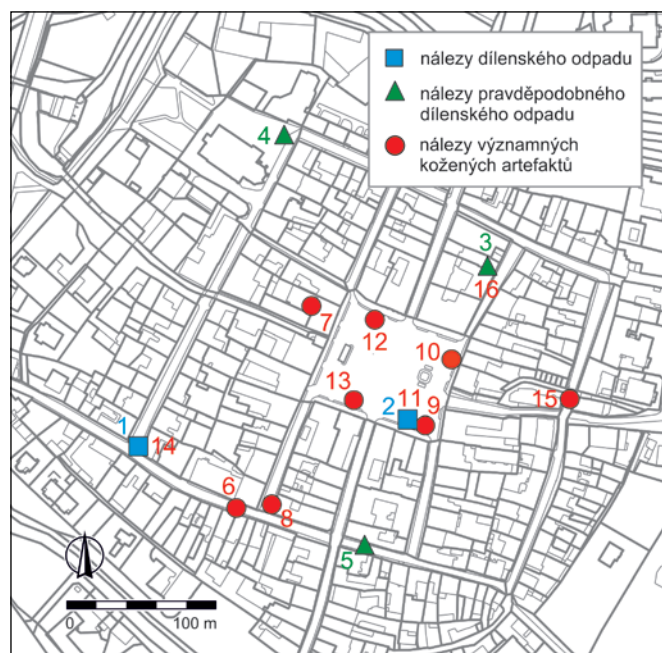 nálezy dílenského odpadu
nálezy pravděpodobného
dílenského odpadu
nálezy významných
kožených artefaktů
4
3
16
7
12
10
13
2
11
9
15
1
14
6
8
5
0
100 m